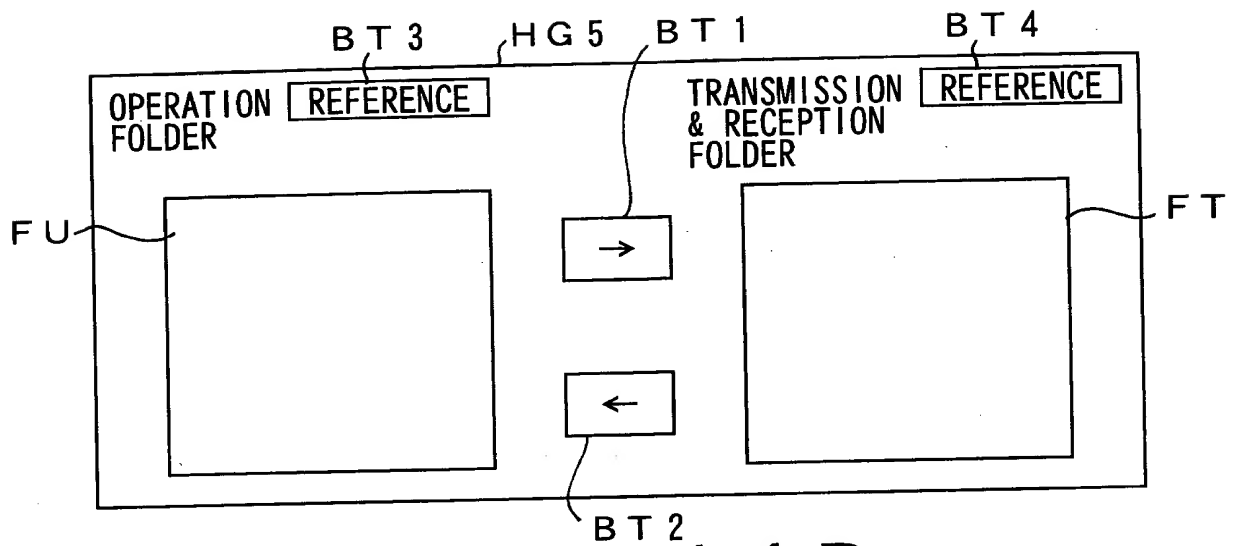 BT3
HG5
BT1
BT4
OPERATION FOLDER
REFERENCE
TRANSMISSION
& RECEPTION
FOLDER
REFERENCE
FU
→
FT
←
BT2